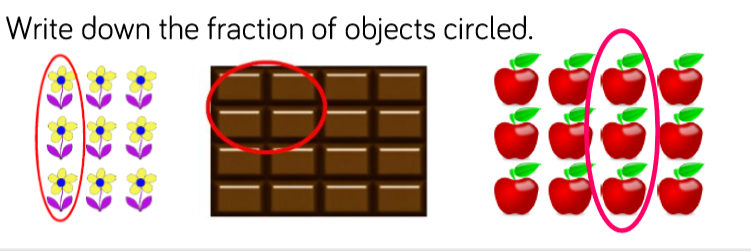 Write down the fraction of objects circled.